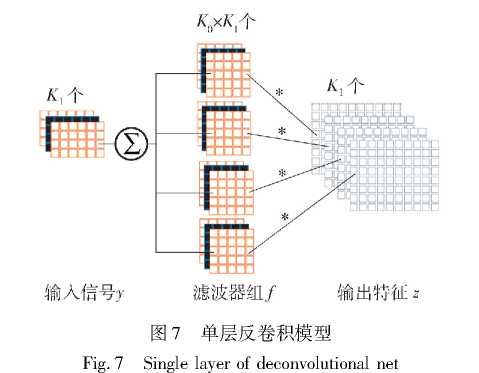 K₀×K₁个
K₁个
K₁个
Σ
*
*
*
*
输入信号y
滤波器组f
输出特征z
图7 单层反卷积模型
Fig. 7 Single layer of deconvolutional net